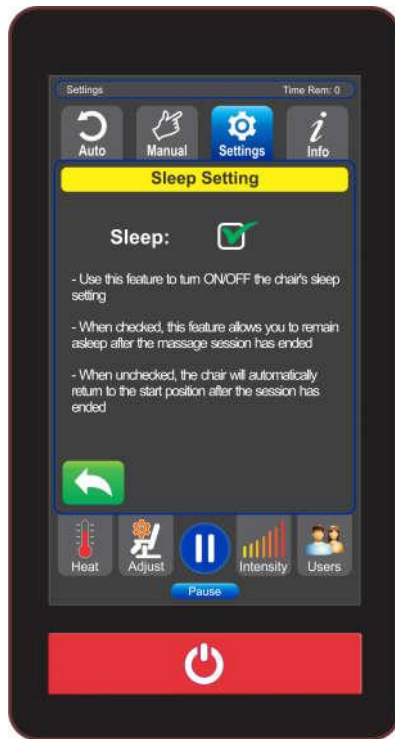 Settings Time Rem: 0
Auto Manual Settings Info
Sleep Setting
Sleep:
- Use this feature to turn ON/OFF the chair's sleep
setting
- When checked, this feature allows you to remain
asleep after the massage session has ended
- When unchecked, the chair will automatically
return to the start position after the session has
ended
Heat Adjust Intensity Users
Pause